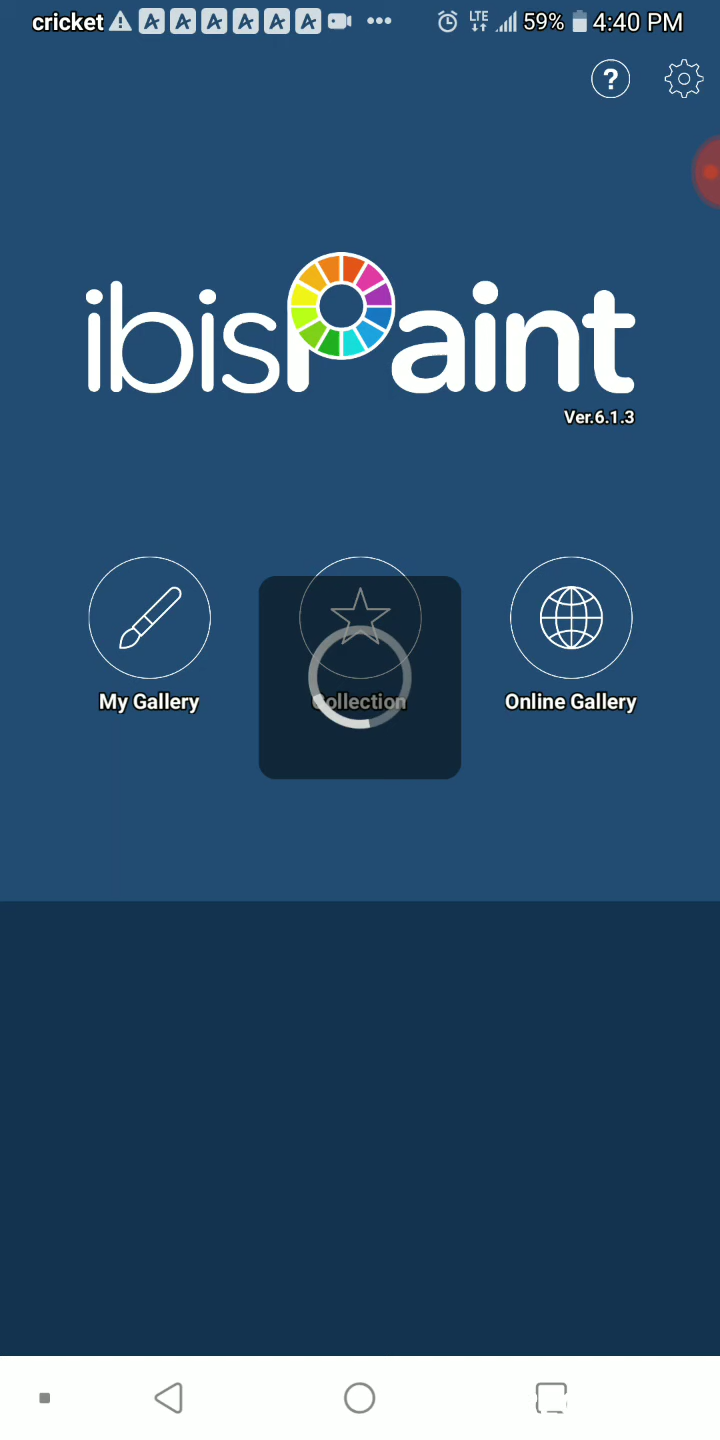 cricket 59% 4:40 PM
?
ibisPaint
Ver.6.1.3
My Gallery Collection Online Gallery